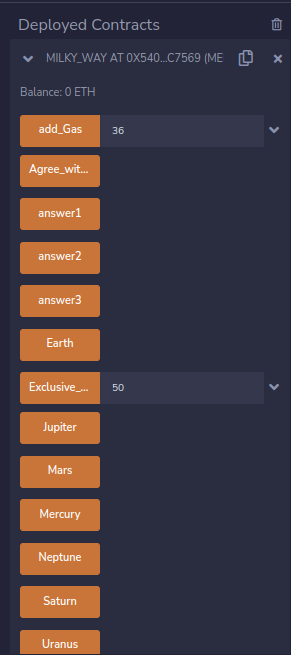 Deployed Contracts
MILKY_WAY AT 0X540...C7569 (ME
Balance: 0 ETH
add_Gas 36
Agree_wit...
answer1
answer2
answer3
Earth
Exclusive_... 50
Jupiter
Mars
Mercury
Neptune
Saturn
Uranus